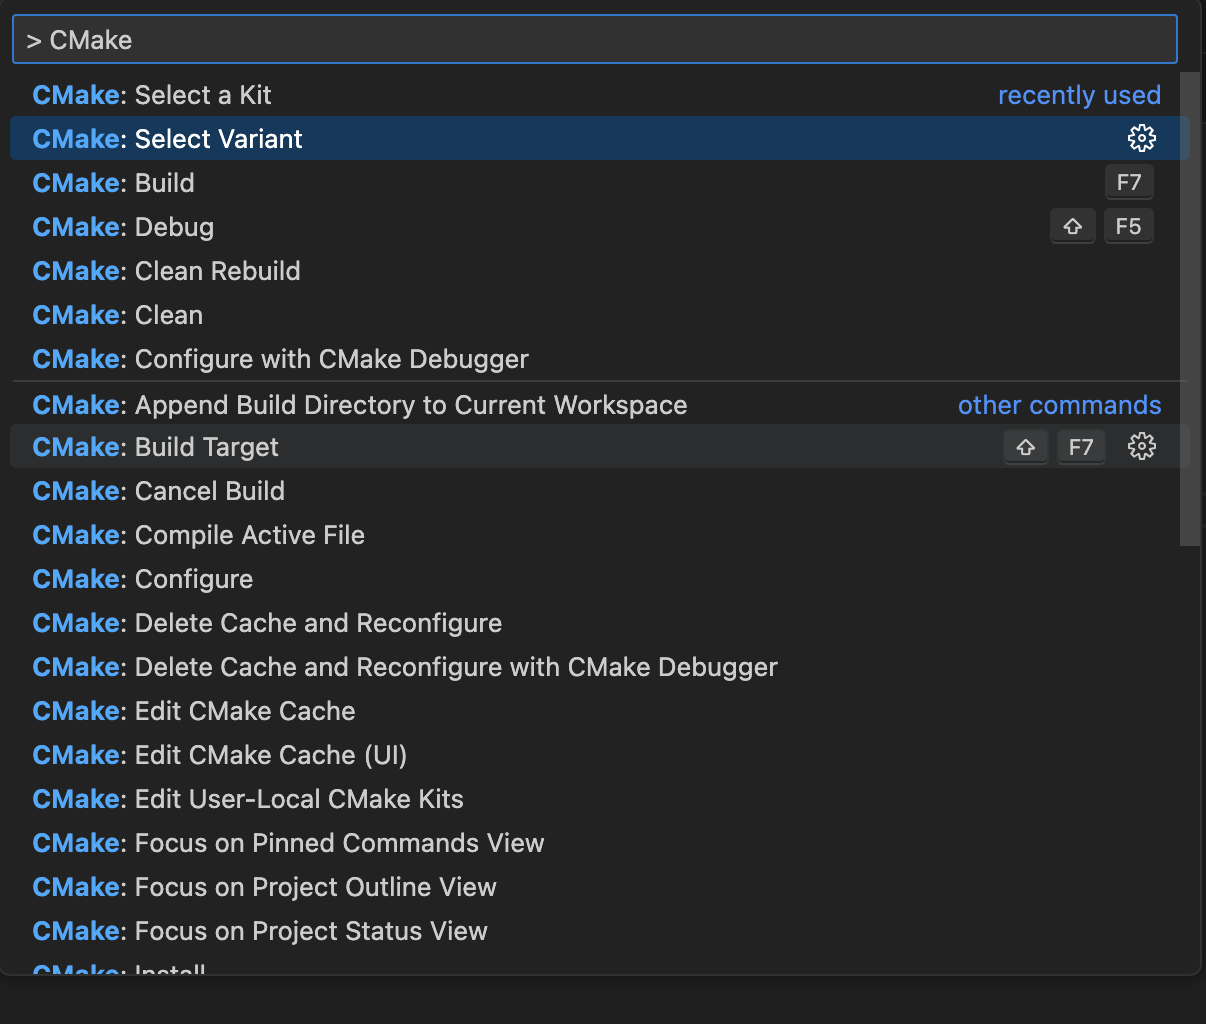 > CMake
CMake: Select a Kit recently used
CMake: Select Variant
CMake: Build F7
CMake: Debug ⇧ F5
CMake: Clean Rebuild
CMake: Clean
CMake: Configure with CMake Debugger
CMake: Append Build Directory to Current Workspace other commands
CMake: Build Target ⇧ F7
CMake: Cancel Build
CMake: Compile Active File
CMake: Configure
CMake: Delete Cache and Reconfigure
CMake: Delete Cache and Reconfigure with CMake Debugger
CMake: Edit CMake Cache
CMake: Edit CMake Cache (UI)
CMake: Edit User-Local CMake Kits
CMake: Focus on Pinned Commands View
CMake: Focus on Project Outline View
CMake: Focus on Project Status View
CMake: Install